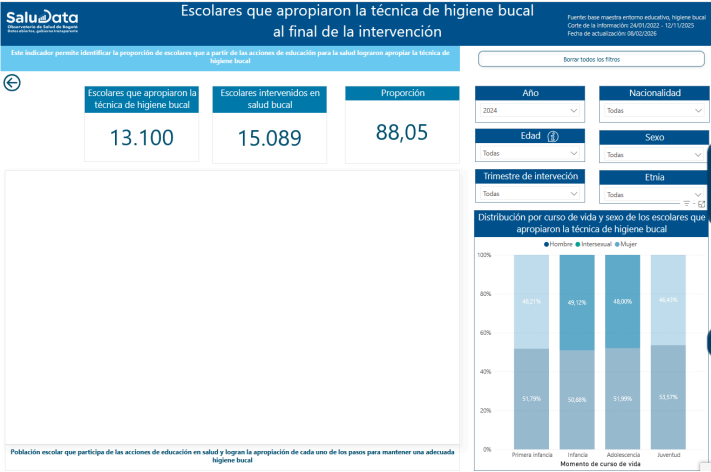 SaluData
Observatorio de Salud de Bogotá
Datos abiertos, gobierno transparente
Escolares que apropiaron la técnica de higiene bucal
al final de la intervención
Fuente: base maestra entorno educativo, higiene bucal
Corte de la información: 24/01/2022 - 12/11/2025
Fecha de actualización: 08/02/2026
Este indicador permite identificar la proporción de escolares que a partir de las acciones de educación para la salud lograron apropiar la técnica de
higiene bucal
Borrar todos los filtros
Escolares que apropiaron la
técnica de higiene bucal
13.100
Escolares intervenidos en
salud bucal
15.089
Proporción
88,05
Año
2024
Nacionalidad
Todas
Edad
Todas
Sexo
Todas
Trimestre de interveción
Todas
Etnia
Todas
Distribución por curso de vida y sexo de los escolares que
apropiaron la técnica de higiene bucal
Hombre Intersexual Mujer
100%
80%
60%
40%
20%
0%
48,21% 49,12% 48,00% 46,43%
51,79% 50,88% 51,99% 53,57%
Primera infancia Infancia Adolescencia Juventud
Momento de curso de vida
Población escolar que participa de las acciones de educación en salud y logran la apropiación de cada uno de los pasos para mantener una adecuada
higiene bucal